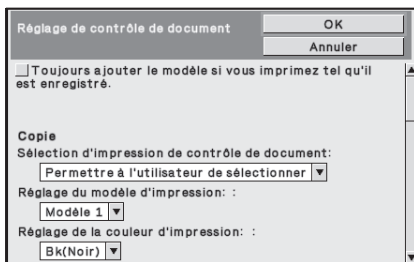 Réglage de contrôle de document
OK
Annuler
Toujours ajouter le modèle si vous imprimez tel qu'il
est enregistré.
Copie
Sélection d'impression de contrôle de document:
Permettre à l'utilisateur de sélectionner
Réglage du modèle d'impression: :
Modèle 1
Réglage de la couleur d'impression: :
Bk(Noir)